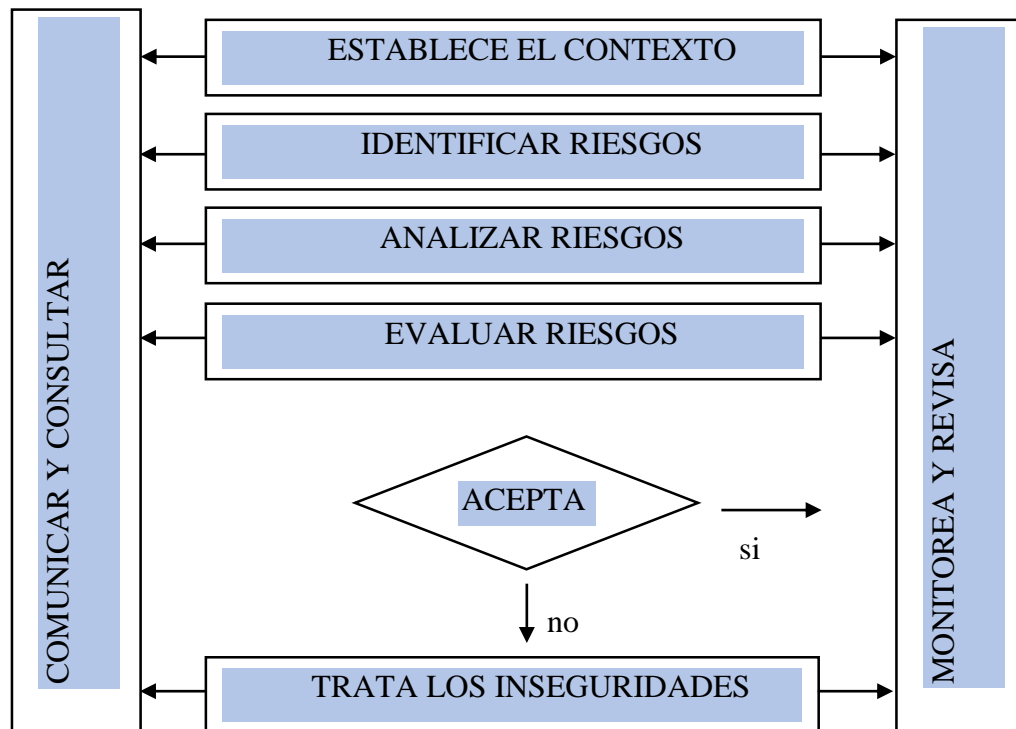 ESTABLECE EL CONTEXTO
IDENTIFICAR RIESGOS
ANALIZAR RIESGOS
EVALUAR RIESGOS
COMUNICAR Y CONSULTAR
MONITOREA Y REVISA
ACEPTA
si
no
TRATA LOS INSEGURIDADES